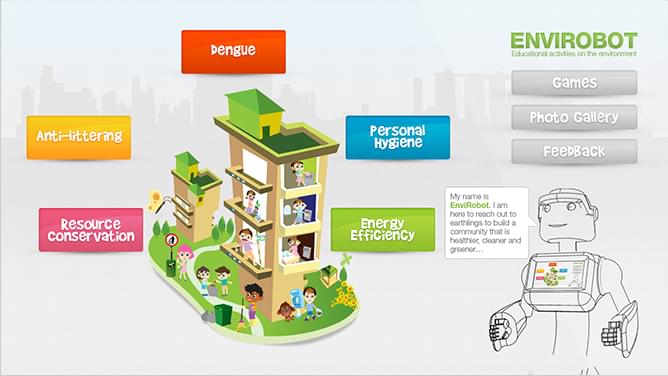 Dengue
ENVIROBOT
Educational activities on the environment
Games
Anti-littering
Personal
Hygiene
Photo Gallery
Feedback
Resource
Conservation
Energy
Efficiency
My name is
EnviRobot. I am
here to reach out to
earthlings to build a
community that is
healthier, cleaner and
greener...